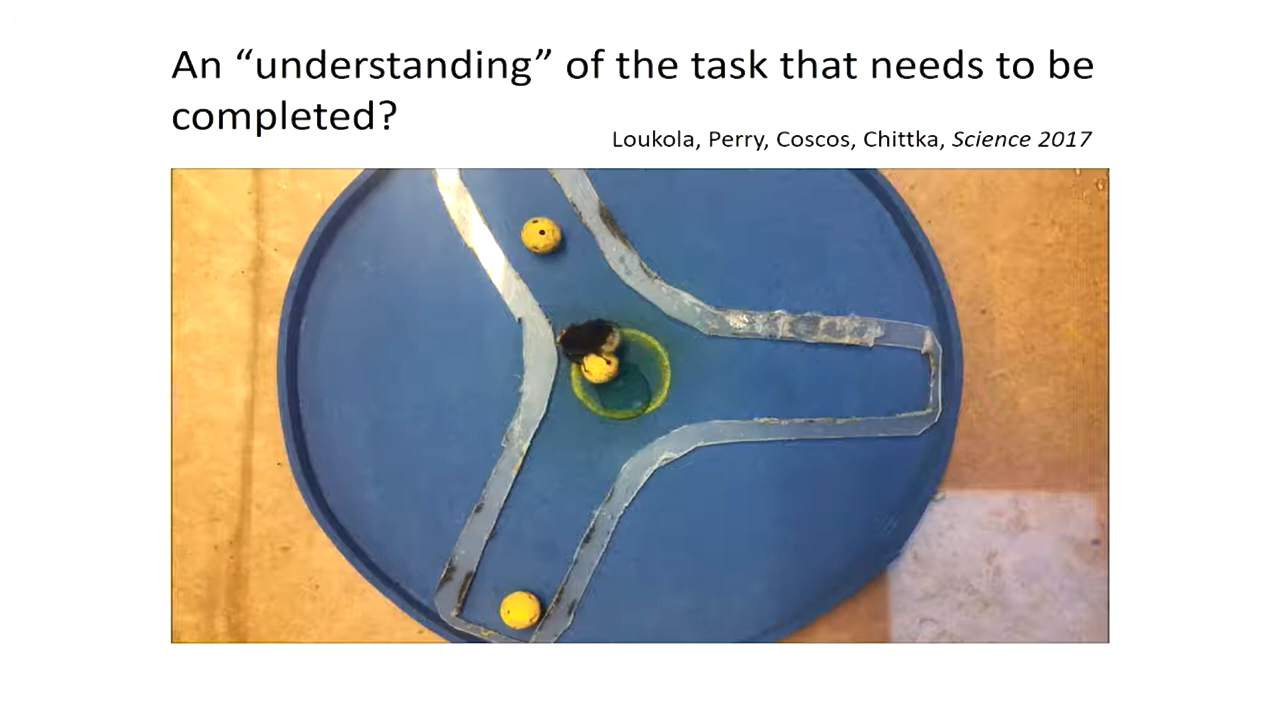 An “understanding” of the task that needs to be
completed?
Loukola, Perry, Coscos, Chittka, Science 2017